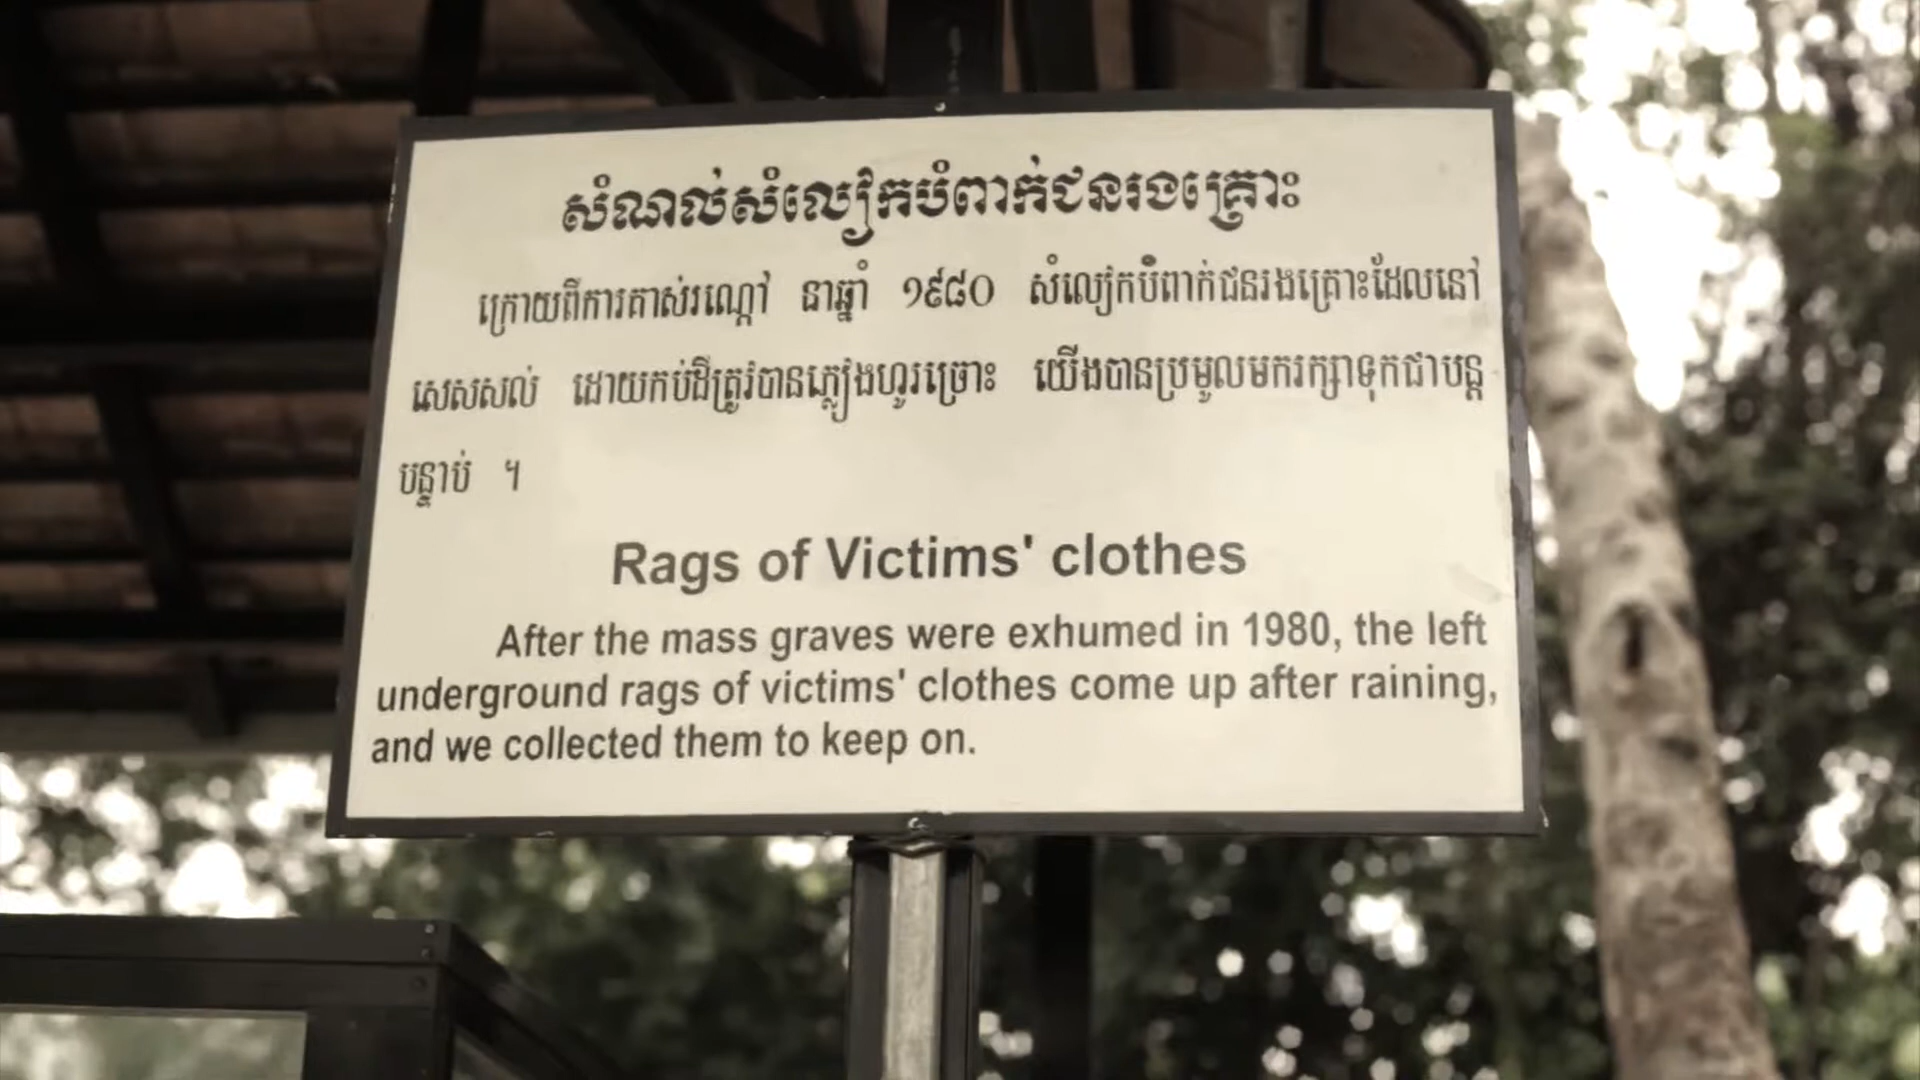 សំណល់សំលៀកបំពាក់ជនរងគ្រោះ
ក្រោយពីការគាស់រណ្ដៅ នាឆ្នាំ ១៩៨០ សំលៀកបំពាក់ជនរងគ្រោះដែលនៅ
សេសសល់ ដោយកប់ដីត្រូវបានភ្លៀងហូរច្រោះ យើងបានប្រមូលមករក្សាទុកជាបន្ត
បន្ទាប់ ។
Rags of Victims' clothes
After the mass graves were exhumed in 1980, the left
underground rags of victims' clothes come up after raining,
and we collected them to keep on.